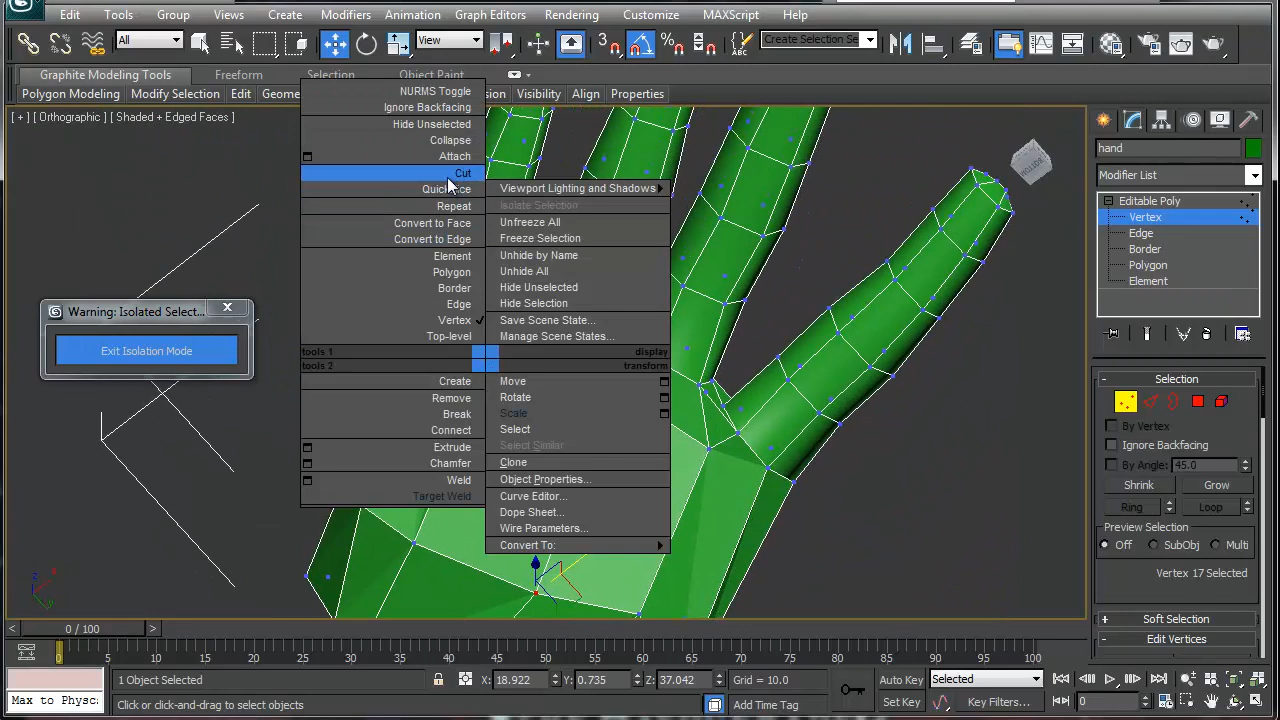 Edit Tools Group Views Create Modifiers Animation Graph Editors Rendering Customize MAXScript Help
All View 3 Create Selection Se
Graphite Modeling Tools Freeform Selection Object Paint
Polygon Modeling Modify Selection Edit Geome sion Visibility Align Properties
[ + ] [ Orthographic ] [ Shaded + Edged Faces ]
NURMS Toggle
Ignore Backfacing
Hide Unselected
Collapse
Attach
Cut
Repeat
Convert to Face
Convert to Edge
Element
Polygon
Border
Edge
Vertex
Top-level
tools 1
tools 2
Create
Remove
Break
Connect
Extrude
Chamfer
Weld
Target Weld
Viewport Lighting and Shadows
Isolate Selection
Unfreeze All
Freeze Selection
Unhide by Name
Unhide All
Hide Unselected
Hide Selection
Save Scene State...
Manage Scene States...
display
transform
Move
Rotate
Scale
Select
Select Similar
Clone
Object Properties...
Curve Editor...
Dope Sheet...
Wire Parameters...
Convert To:
Warning: Isolated Select...
Exit Isolation Mode
BOTTOM
hand
Modifier List
Editable Poly
Vertex
Edge
Border
Polygon
Element
- Selection
By Vertex
Ignore Backfacing
By Angle: 45.0
Shrink Grow
Ring Loop
Preview Selection
Off SubObj Multi
Vertex 17 Selected
+ Soft Selection
- Edit Vertices
z x y
< 0 / 100 >
0 5 10 15 20 25 30 35 40 45 50 55 60 65 70 75 80 85 90 95 100
1 Object Selected X: 18.922 Y: 0.735 Z: 37.042 Grid = 10.0 Auto Key Selected
Max to Physc Click or click-and-drag to select objects Add Time Tag Set Key Key Filters... 0